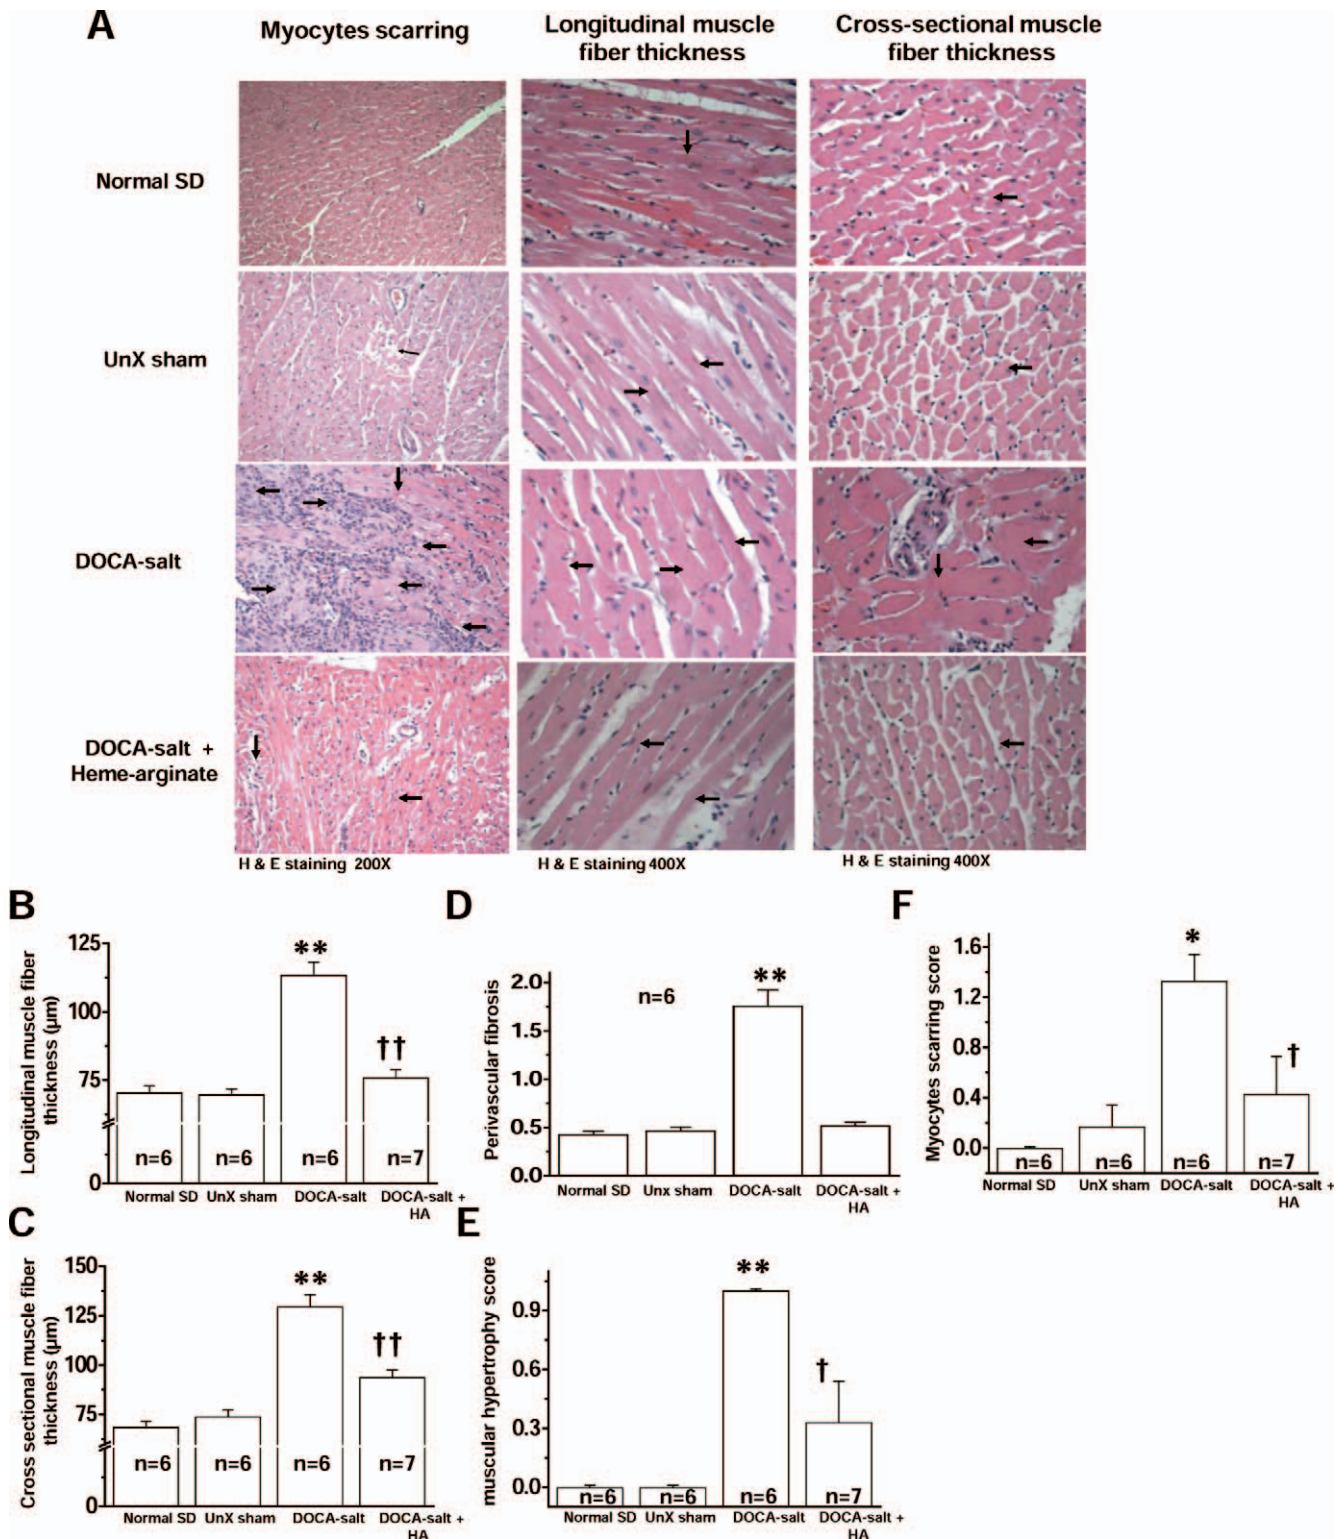 A
Myocytes scarring
Longitudinal muscle
fiber thickness
Cross-sectional muscle
fiber thickness
Normal SD
UnX sham
DOCA-salt
DOCA-salt +
Heme-arginate
H & E staining 200X
H & E staining 400X
H & E staining 400X
B
Longitudinal muscle fiber
thickness (µm)
125
100
75
0
**
††
n=6
n=6
n=6
n=7
Normal SD
UnX sham
DOCA-salt
DOCA-salt +
HA
C
Cross sectional muscle fiber
thickness (µm)
150
125
100
75
0
**
††
n=6
n=6
n=6
n=7
Normal SD
UnX sham
DOCA-salt
DOCA-salt +
HA
D
Perivascular fibrosis
2.0
1.5
1.0
0.5
0.0
n=6
**
Normal SD
Unx sham
DOCA-salt
DOCA-salt +
HA
E
muscular hypertrophy score
0.9
0.6
0.3
0.0
**
†
n=6
n=6
n=6
n=7
Normal SD
UnX sham
DOCA-salt
DOCA-salt +
HA
F
Myocytes scarring score
1.6
1.2
0.8
0.4
0.0
*
†
n=6
n=6
n=6
n=7
Normal SD
UnX sham
DOCA-salt
DOCA-salt +
HA